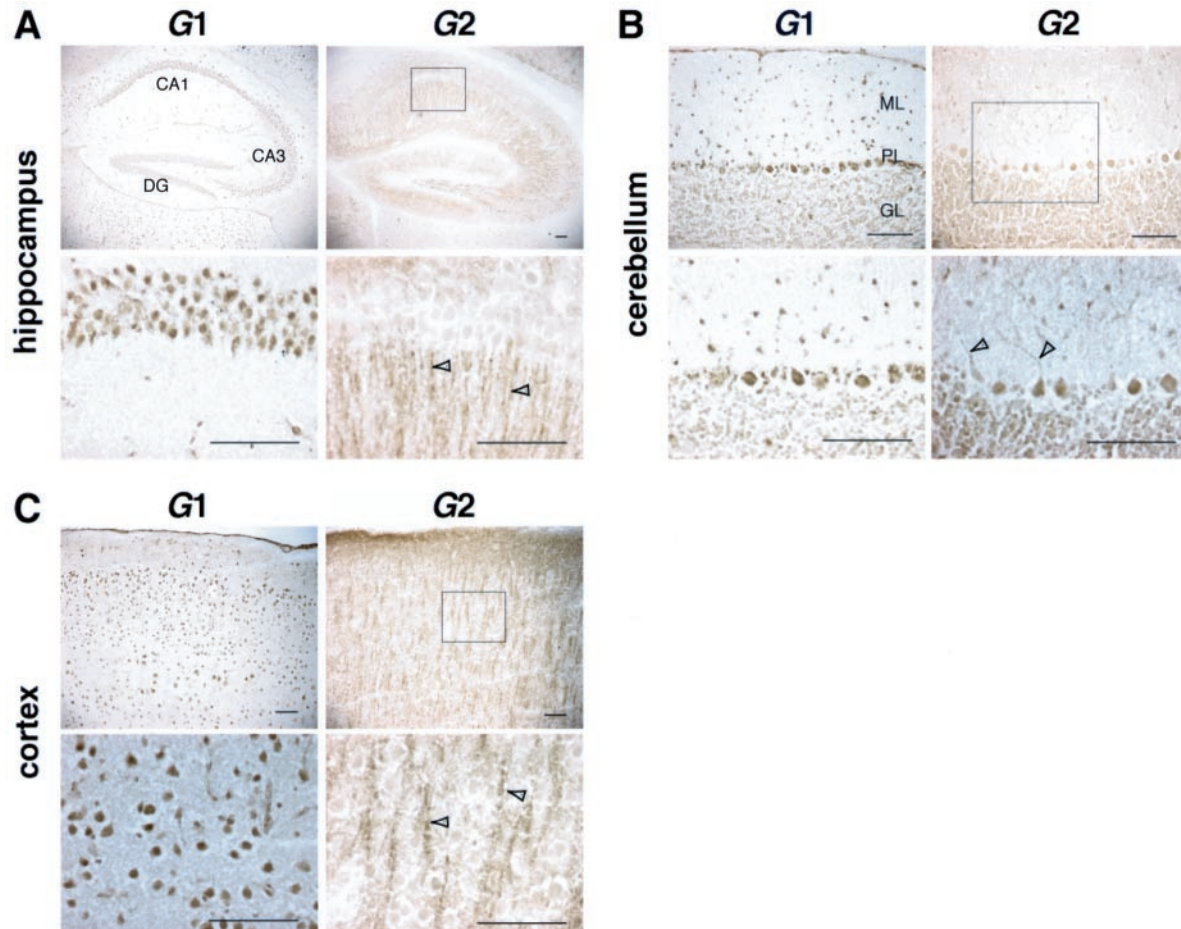 A G1 G2
hippocampus
CA1
CA3
DG
B G1 G2
cerebellum
ML
PL
GL
C G1 G2
cortex